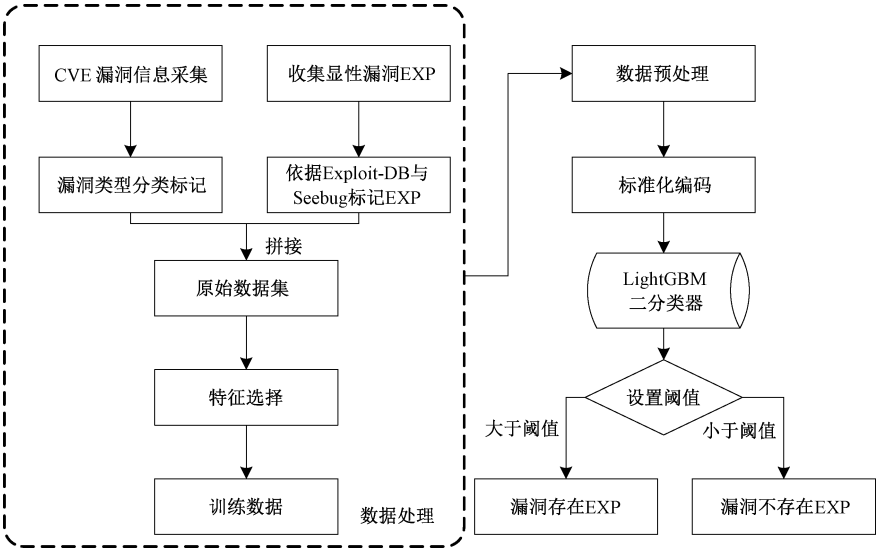 CVE 漏洞信息采集
收集显性漏洞EXP
漏洞类型分类标记
依据Exploit-DB与
Seebug标记EXP
拼接
原始数据集
特征选择
训练数据
数据处理
数据预处理
标准化编码
LightGBM
二分类器
设置阈值
大于阈值
小于阈值
漏洞存在EXP
漏洞不存在EXP